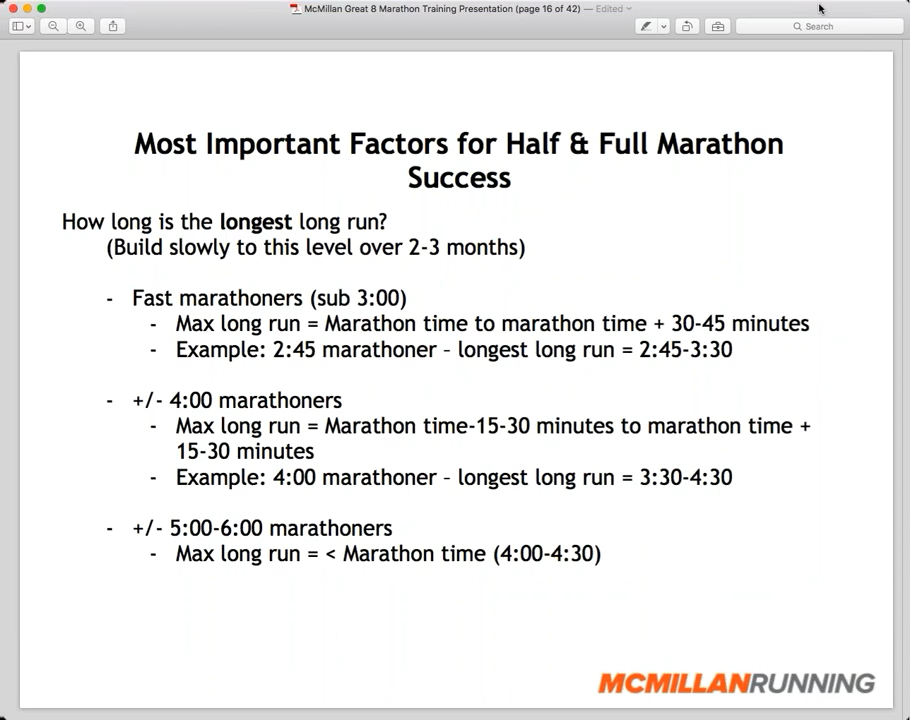 McMillan Great 8 Marathon Training Presentation (page 16 of 42) — Edited
Search
Most Important Factors for Half & Full Marathon
Success
How long is the longest long run?
(Build slowly to this level over 2-3 months)
- Fast marathoners (sub 3:00)
- Max long run = Marathon time to marathon time + 30-45 minutes
- Example: 2:45 marathoner – longest long run = 2:45-3:30
- +/- 4:00 marathoners
- Max long run = Marathon time-15-30 minutes to marathon time +
15-30 minutes
- Example: 4:00 marathoner – longest long run = 3:30-4:30
- +/- 5:00-6:00 marathoners
- Max long run = < Marathon time (4:00-4:30)
MCMILLANRUNNING